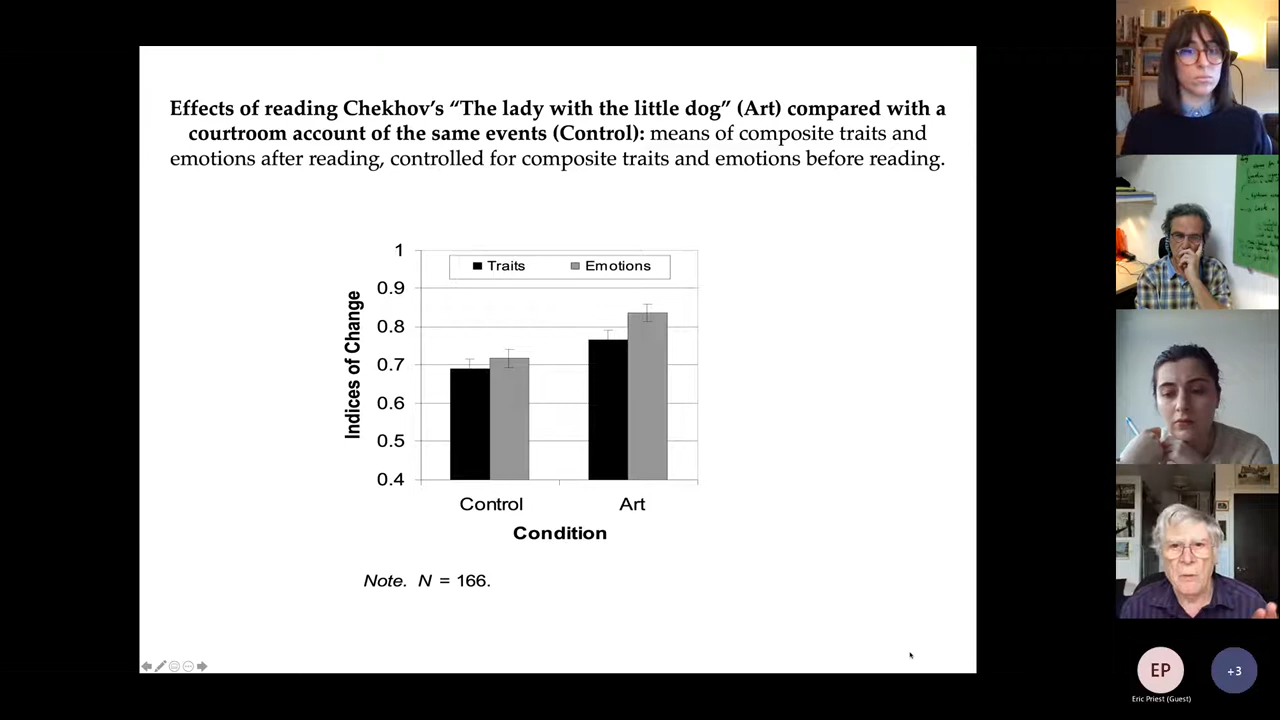 Effects of reading Chekhov's “The lady with the little dog” (Art) compared with a
courtroom account of the same events (Control): means of composite traits and
emotions after reading, controlled for composite traits and emotions before reading.
Traits
Emotions
1
0.9
0.8
0.7
0.6
0.5
0.4
Indices of Change
Control
Art
Condition
Note. N = 166.
EP
+3
Eric Priest (Guest)